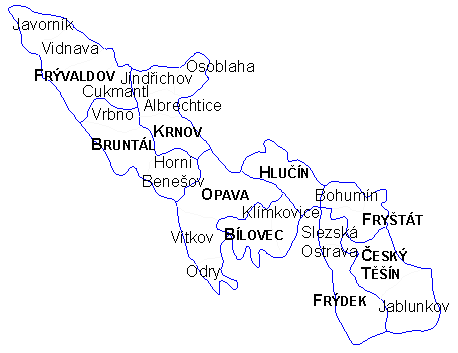 Javorník
Vidnava
FRÝVALDOV
Jindřichov
Osoblaha
Cukmantl
Albrechtice
Vrbno
KRNOV
BRUNTÁL
Horní
Benešov
HLUČÍN
OPAVA
Bohumín
Klimkovice
FRYŠTÁT
Vítkov
BÍLOVEC
Slezská
Ostrava
ČESKÝ
TĚŠÍN
Odry
FRÝDEK
Jablunkov